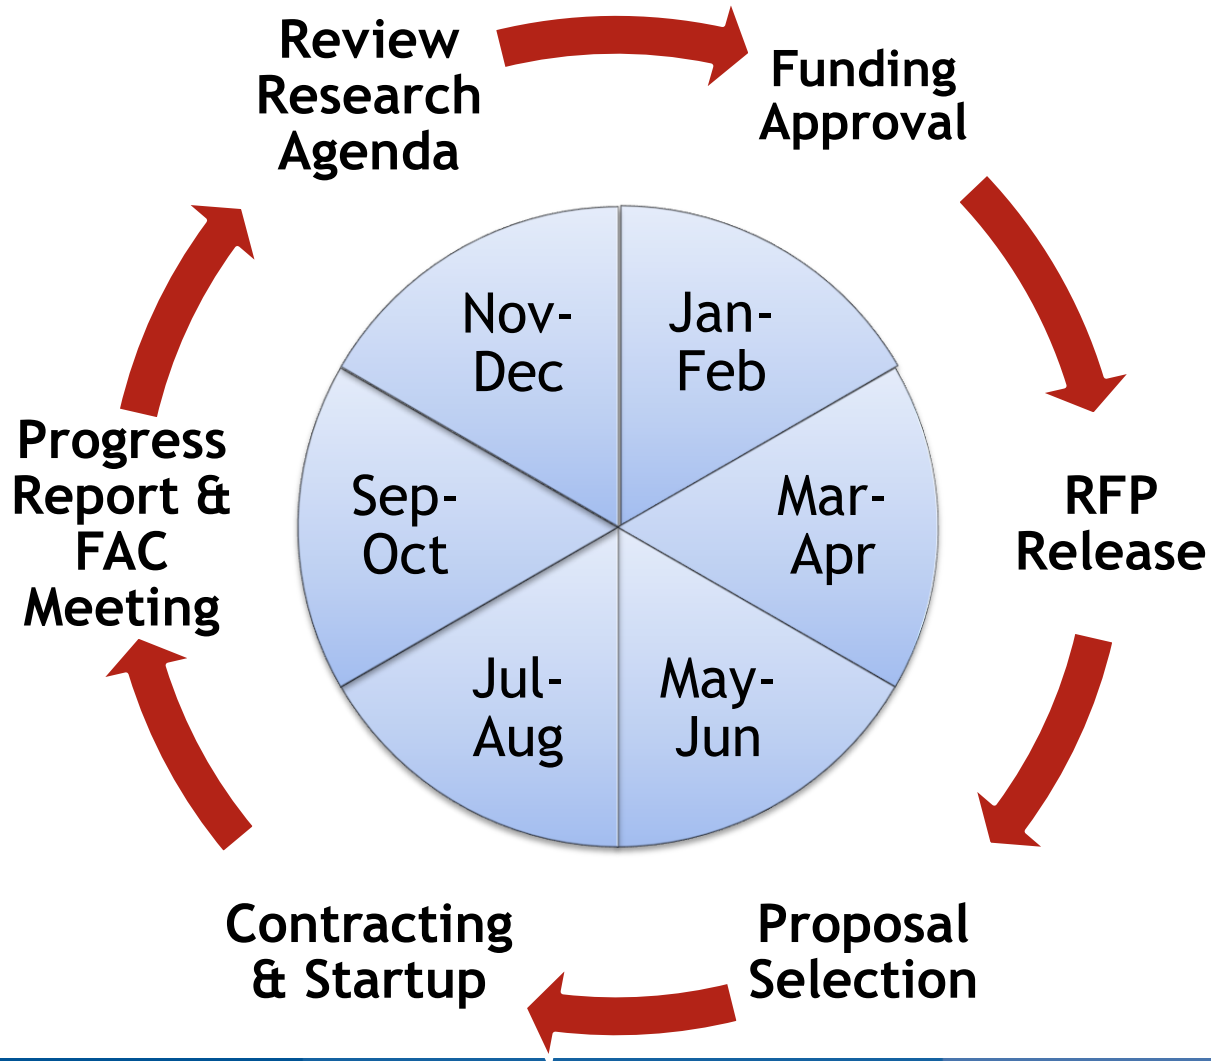 Review
Research
Agenda
Funding
Approval
Nov-
Dec
Jan-
Feb
Progress
Report &
FAC
Meeting
Sep-
Oct
Mar-
Apr
RFP
Release
Jul-
Aug
May-
Jun
Contracting
& Startup
Proposal
Selection